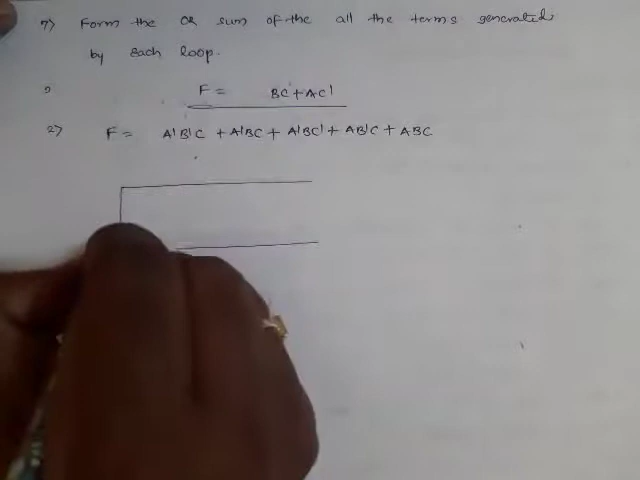 7) Form the OR sum of the all the terms generated
by each loop.
F = BC + AC'
2) F = A'B'C + A'BC + A'BC' + AB'C + ABC